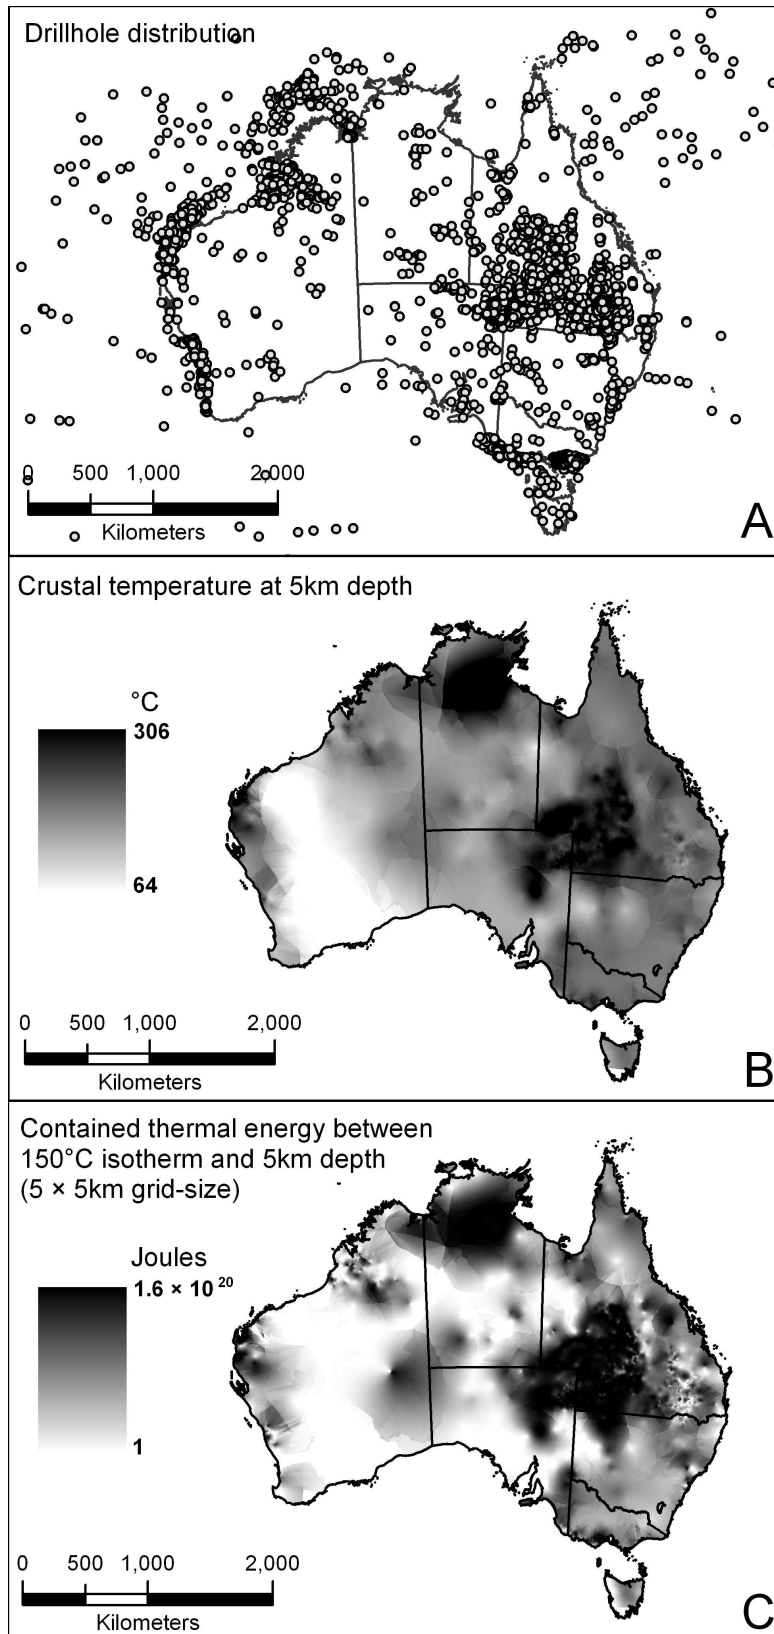 Drillhole distribution
0 500 1,000 2,000
Kilometers
A
Crustal temperature at 5km depth
°C
306
64
0 500 1,000 2,000
Kilometers
B
Contained thermal energy between
150°C isotherm and 5km depth
(5 × 5km grid-size)
Joules
1.6 × 10²⁰
1
0 500 1,000 2,000
Kilometers
C